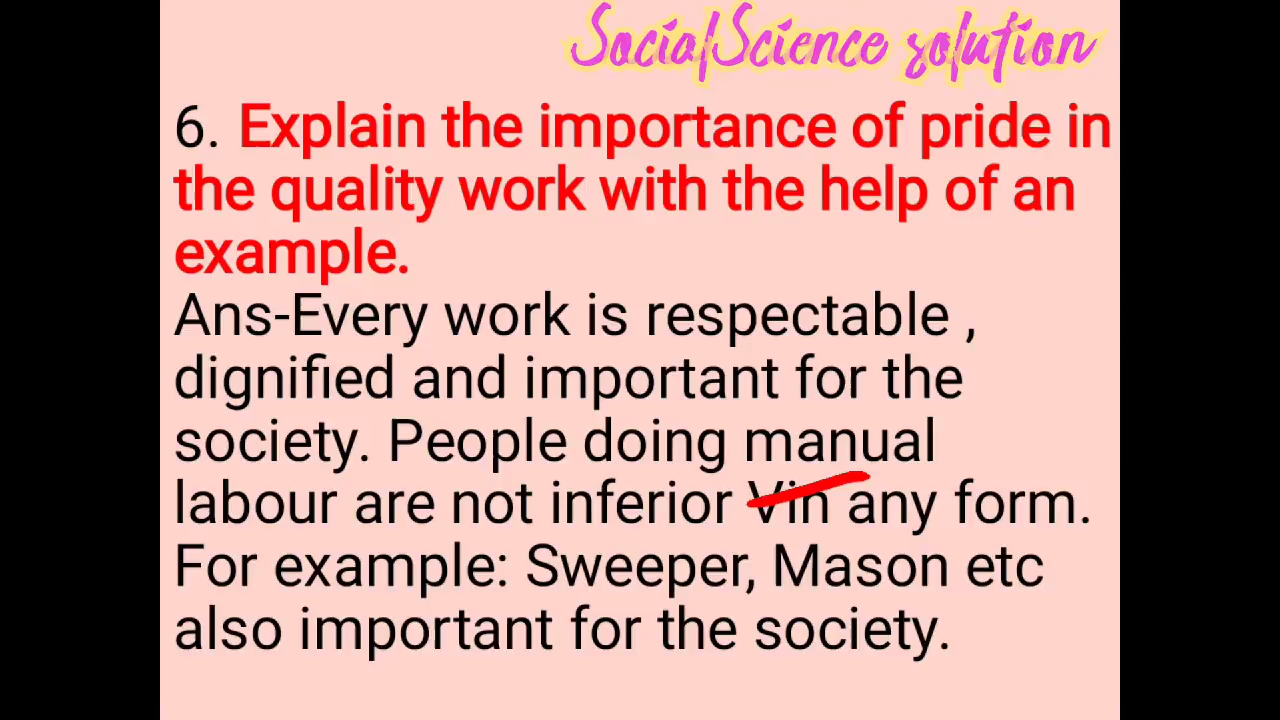 SocialScience solution
6. Explain the importance of pride in
the quality work with the help of an
example.
Ans-Every work is respectable ,
dignified and important for the
society. People doing manual
labour are not inferior Vin any form.
For example: Sweeper, Mason etc
also important for the society.